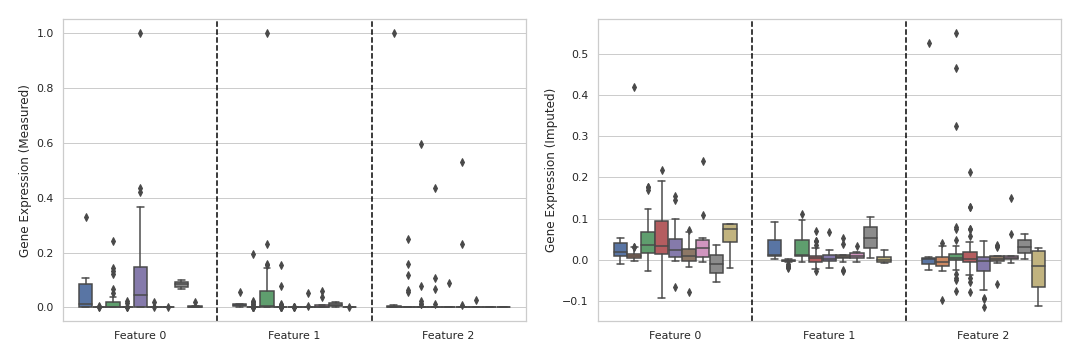 Gene Expression (Measured)
1.0
0.8
0.6
0.4
0.2
0.0
Feature 0
Feature 1
Feature 2
Gene Expression (Imputed)
0.5
0.4
0.3
0.2
0.1
0.0
−0.1
Feature 0
Feature 1
Feature 2